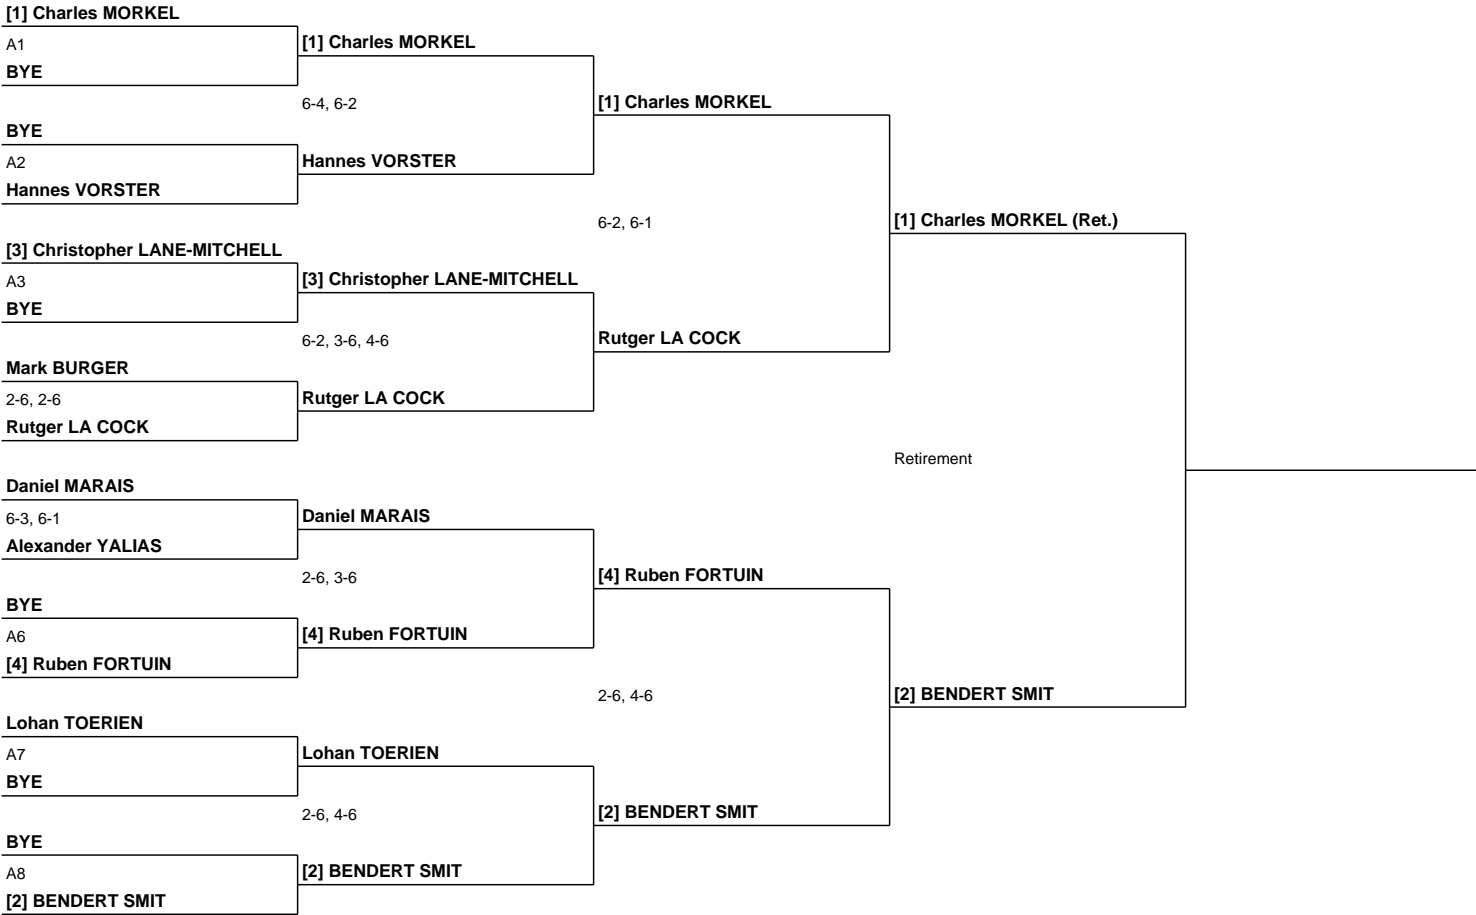 [1] Charles MORKEL
A1
BYE
BYE
A2
Hannes VORSTER
[3] Christopher LANE-MITCHELL
A3
BYE
Mark BURGER
2-6, 2-6
Rutger LA COCK
Daniel MARAIS
6-3, 6-1
Alexander YALIAS
BYE
A6
[4] Ruben FORTUIN
Lohan TOERIEN
A7
BYE
BYE
A8
[2] BENDERT SMIT
[1] Charles MORKEL
6-4, 6-2
Hannes VORSTER
[3] Christopher LANE-MITCHELL
6-2, 3-6, 4-6
Rutger LA COCK
Daniel MARAIS
2-6, 3-6
[4] Ruben FORTUIN
Lohan TOERIEN
2-6, 4-6
[2] BENDERT SMIT
[1] Charles MORKEL
6-2, 6-1
Rutger LA COCK
[4] Ruben FORTUIN
2-6, 4-6
[2] BENDERT SMIT
[1] Charles MORKEL (Ret.)
Retirement
[2] BENDERT SMIT